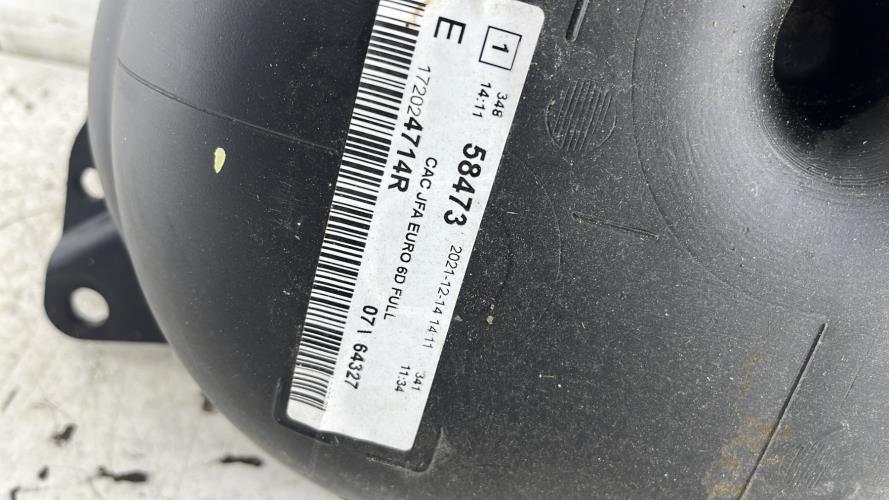 1 348
14:11
E 58473 2021-12-14 14:11 341
11:34
172024714R
CAC JFA EURO 6D FULL
07\ 64327